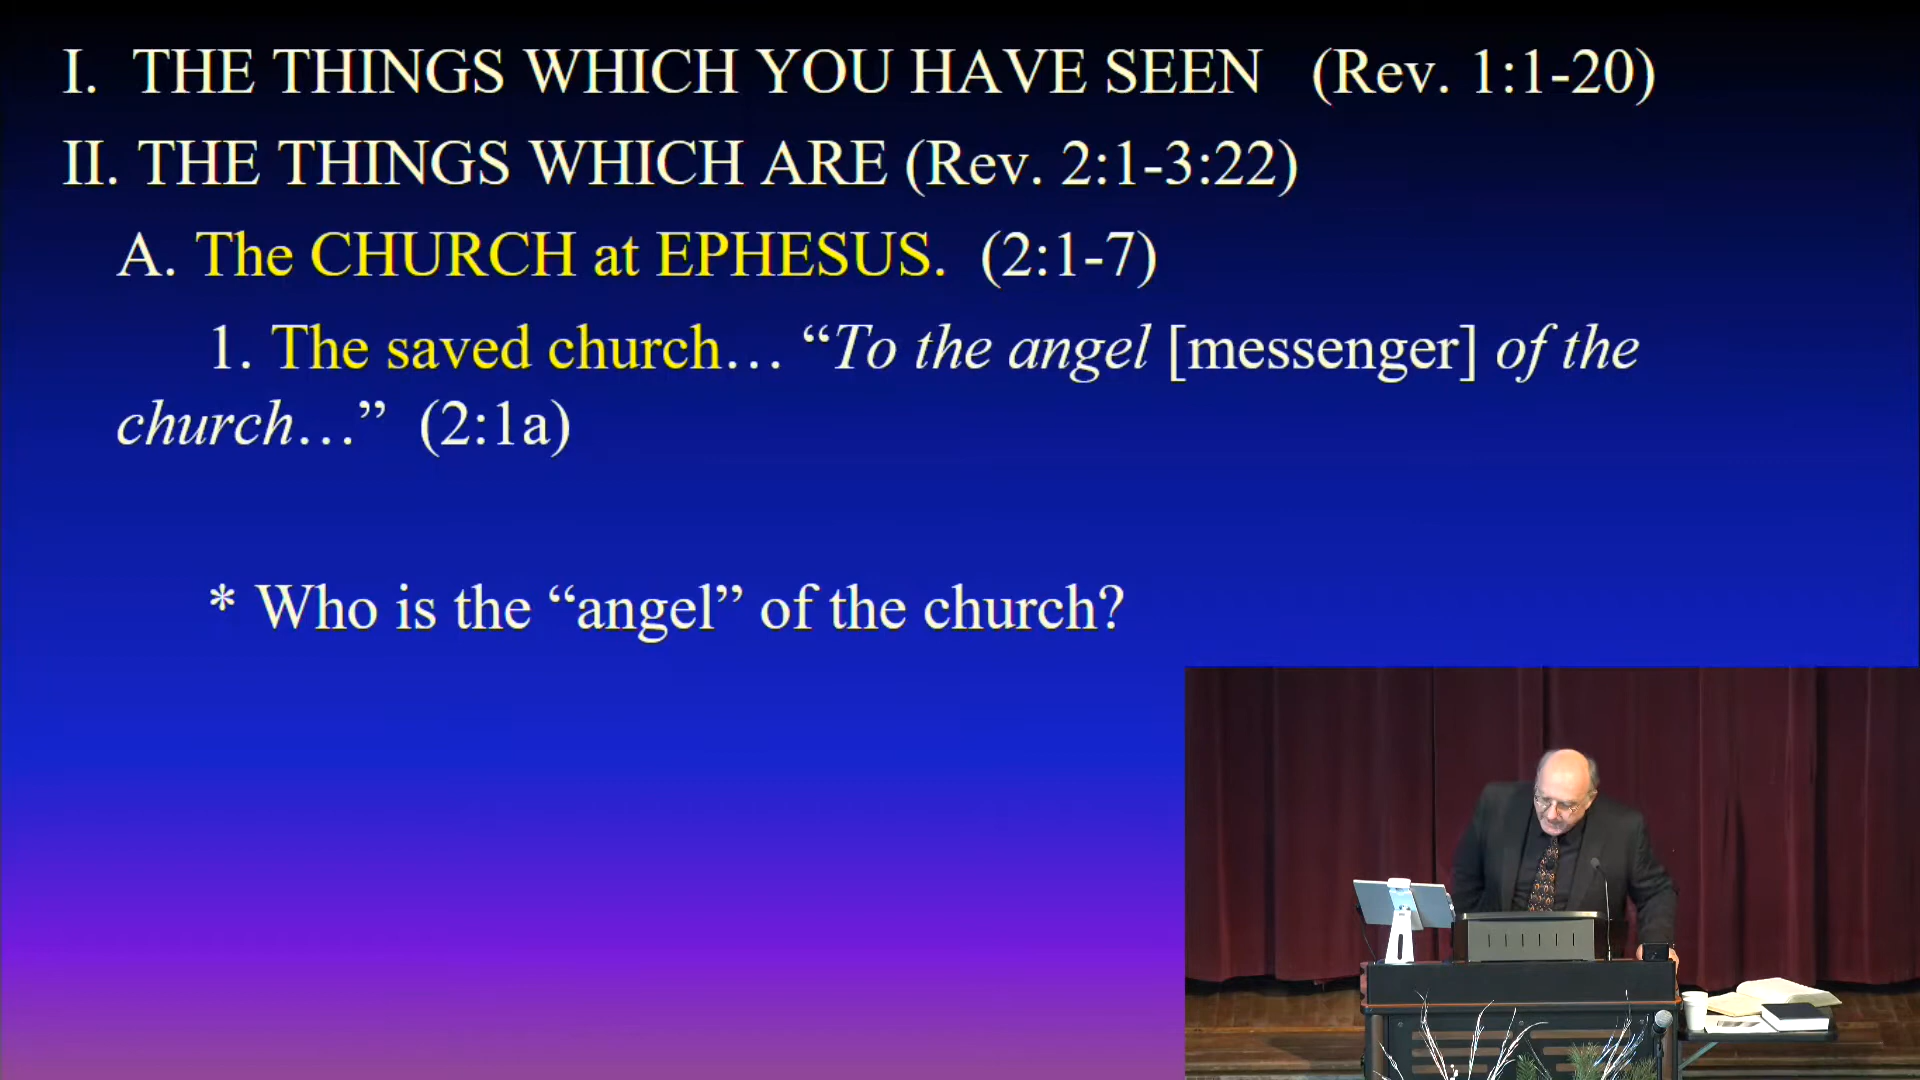 I. THE THINGS WHICH YOU HAVE SEEN (Rev. 1:1-20)
II. THE THINGS WHICH ARE (Rev. 2:1-3:22)
A. The CHURCH at EPHESUS. (2:1-7)
1. The saved church… “To the angel [messenger] of the
church…” (2:1a)
* Who is the “angel” of the church?